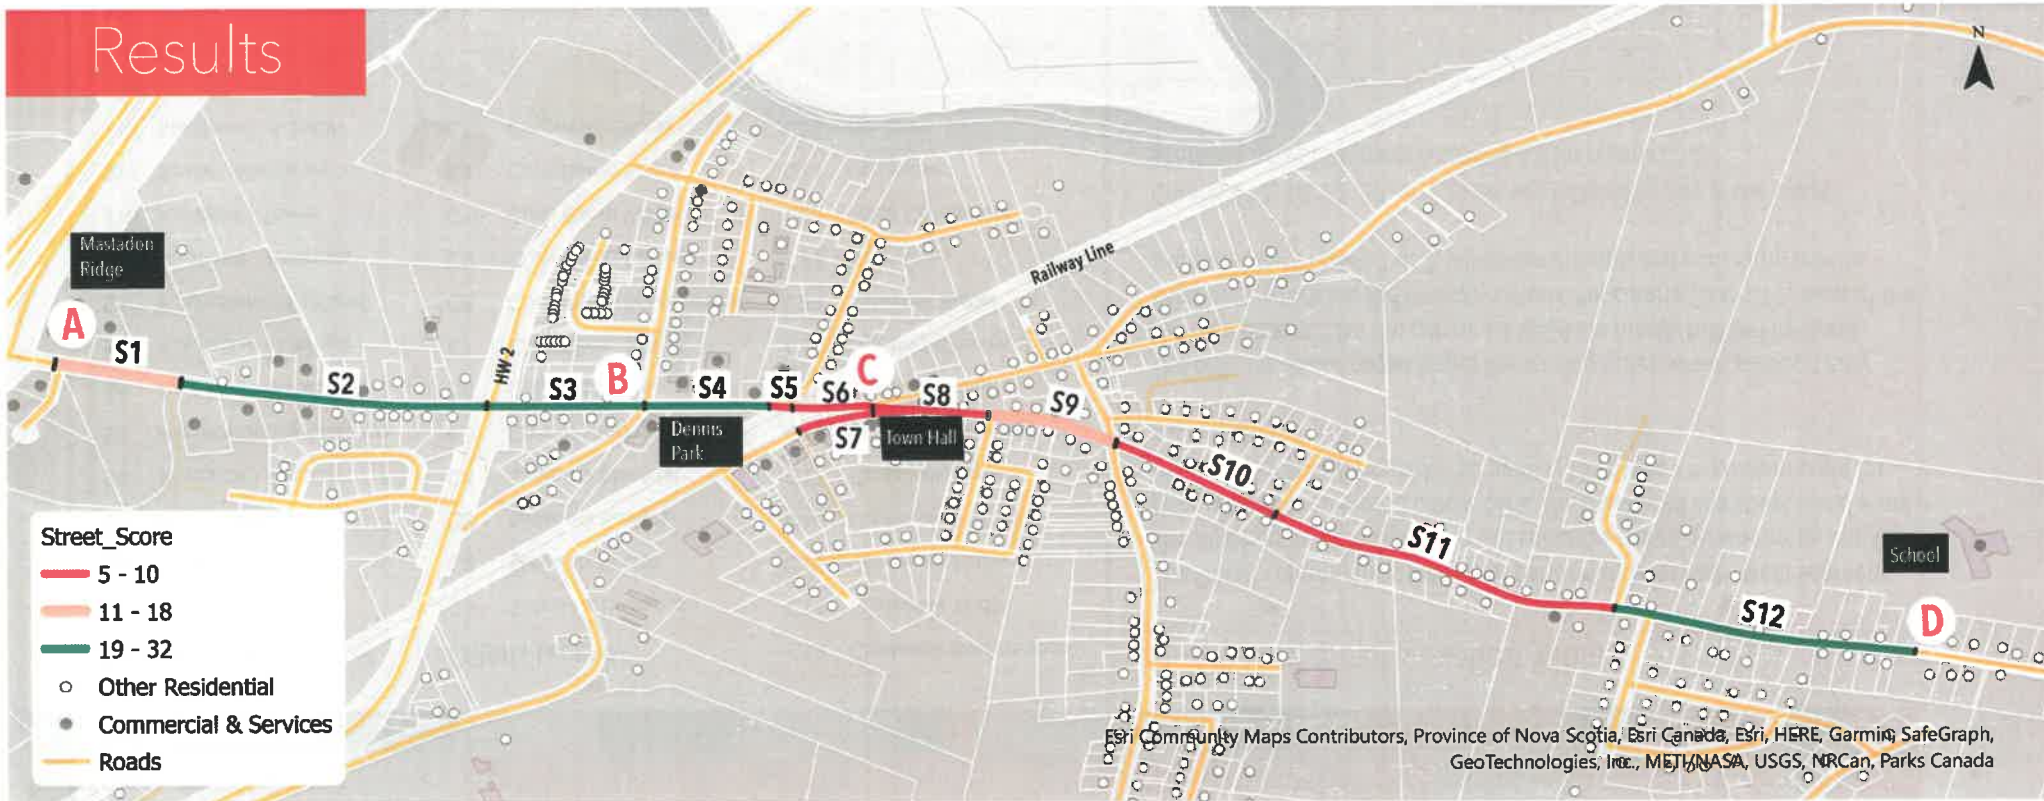 Results
N
Mastadon
Ridge
A
S1
S2
HW 2
S3
B
S4
S5
S6
C
S7
S8
Railway Line
S9
Dennis
Park
Town Hall
S10
S11
S12
School
D
Street_Score
5 - 10
11 - 18
19 - 32
Other Residential
Commercial & Services
Roads
Esri Community Maps Contributors, Province of Nova Scotia, Esri Canada, Esri, HERE, Garmin, SafeGraph,
GeoTechnologies, Inc., METI/NASA, USGS, NRCan, Parks Canada